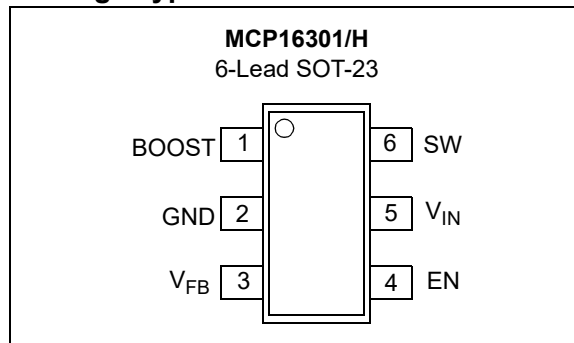 MCP16301/H
6-Lead SOT-23
BOOST 1 6 SW
GND 2 5 VIN
VFB 3 4 EN